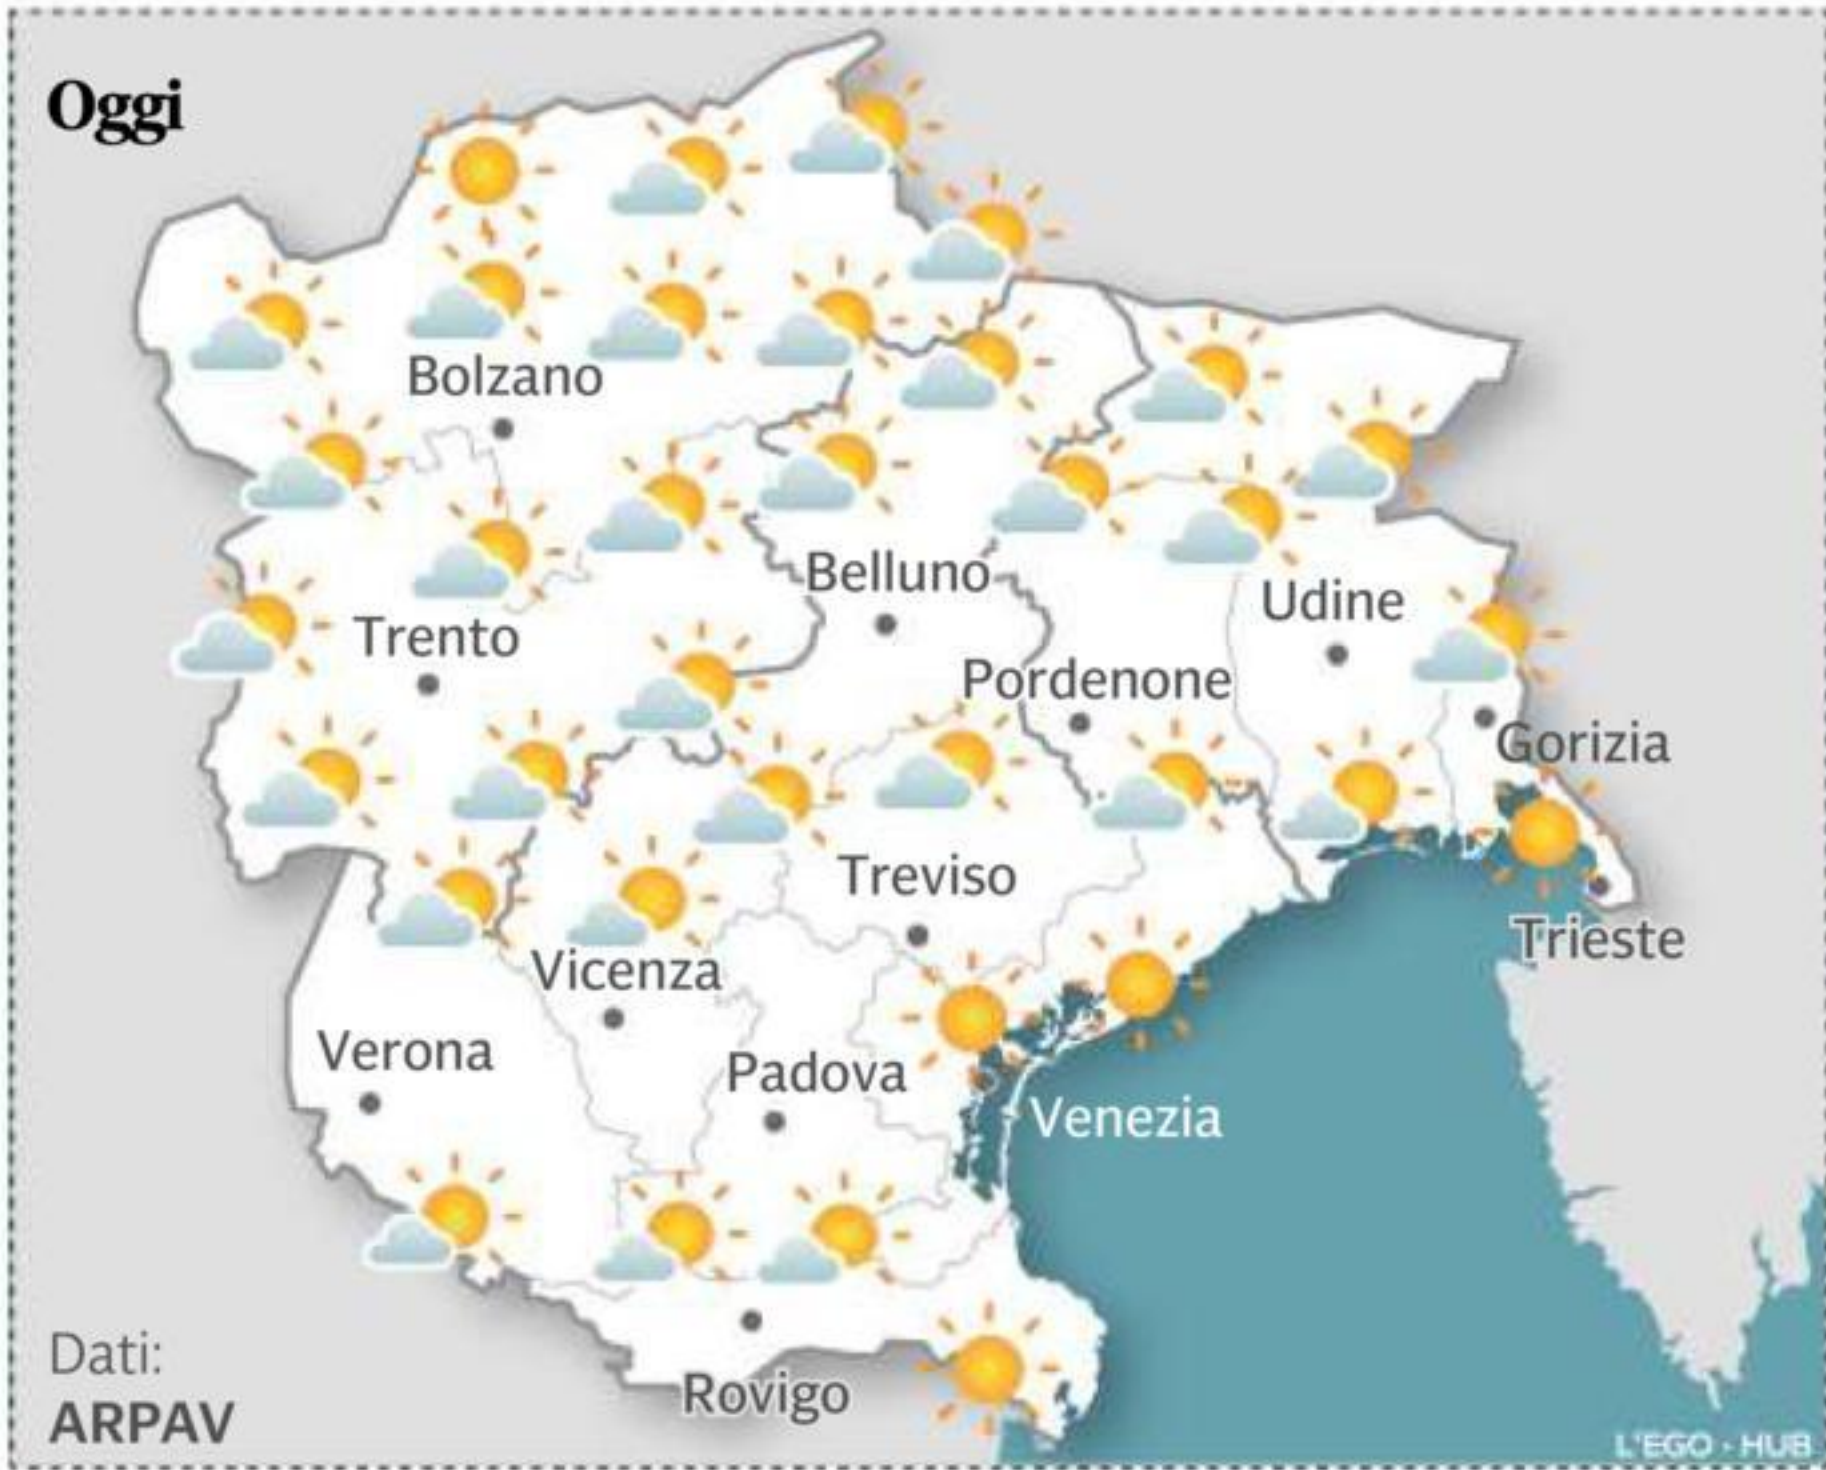 Oggi
Bolzano
Belluno
Udine
Trento
Pordenone
Gorizia
Treviso
Trieste
Vicenza
Verona
Padova
Venezia
Rovigo
Dati:
ARPAV
L'EGO - HUB